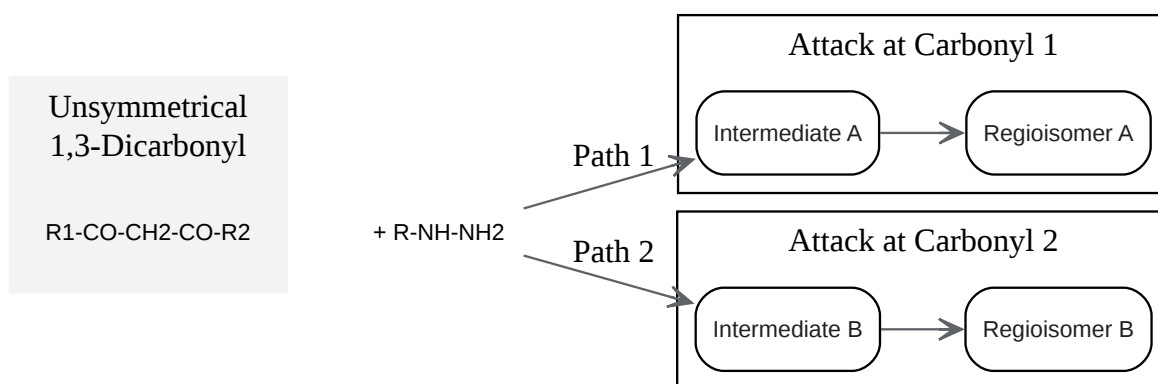 Unsymmetrical
1,3-Dicarbonyl
R1-CO-CH2-CO-R2
+ R-NH-NH2
Path 1
Path 2
Attack at Carbonyl 1
Intermediate A
Regioisomer A
Attack at Carbonyl 2
Intermediate B
Regioisomer B